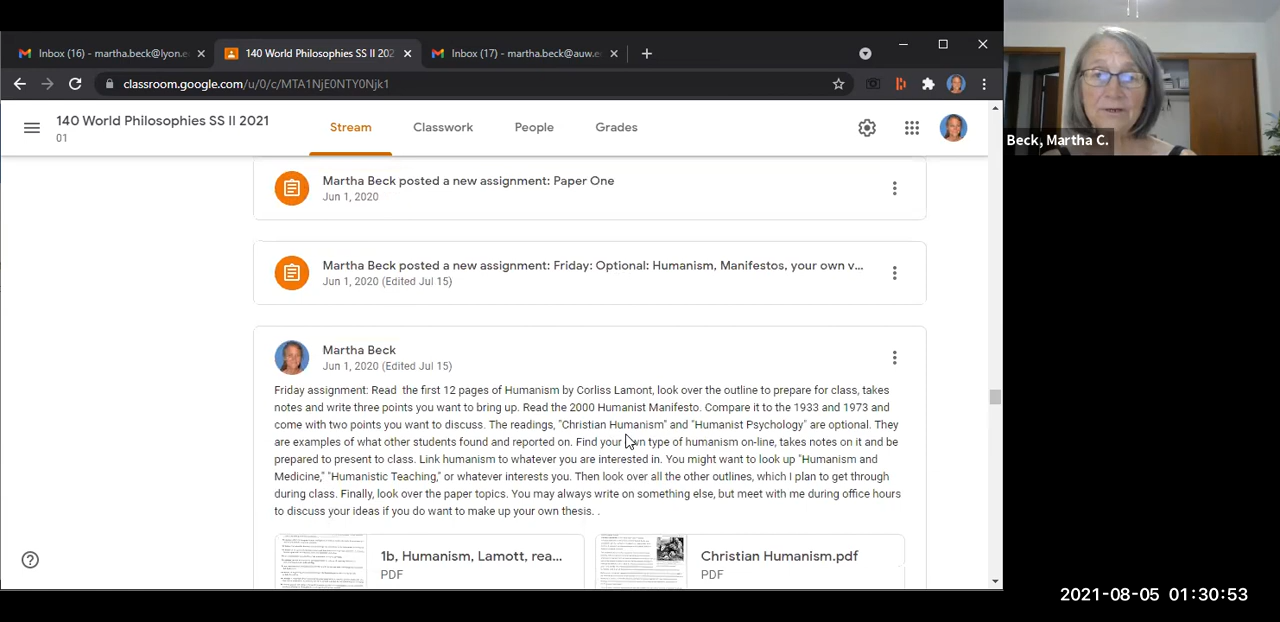 Inbox (16) - martha.beck@lyon.e
140 World Philosophies SS II 202
Inbox (17) - martha.beck@auw.e
classroom.google.com/u/0/c/MTA1NjE0NTY0Njk1
140 World Philosophies SS II 2021
01
Stream
Classwork
People
Grades
Beck, Martha C.
Martha Beck posted a new assignment: Paper One
Jun 1, 2020
Martha Beck posted a new assignment: Friday: Optional: Humanism, Manifestos, your own v...
Jun 1, 2020 (Edited Jul 15)
Martha Beck
Jun 1, 2020 (Edited Jul 15)
Friday assignment: Read the first 12 pages of Humanism by Corliss Lamont, look over the outline to prepare for class, takes
notes and write three points you want to bring up. Read the 2000 Humanist Manifesto. Compare it to the 1933 and 1973 and
come with two points you want to discuss. The readings, "Christian Humanism" and "Humanist Psychology" are optional. They
are examples of what other students found and reported on. Find your own type of humanism on-line, takes notes on it and be
prepared to present to class. Link humanism to whatever you are interested in. You might want to look up "Humanism and
Medicine," "Humanistic Teaching," or whatever interests you. Then look over all the other outlines, which I plan to get through
during class. Finally, look over the paper topics. You may always write on something else, but meet with me during office hours
to discuss your ideas if you do want to make up your own thesis. .
1b. Humanism, Lamott, rea...
PDF
Christian Humanism.pdf
PDF
2021-08-05 01:30:53